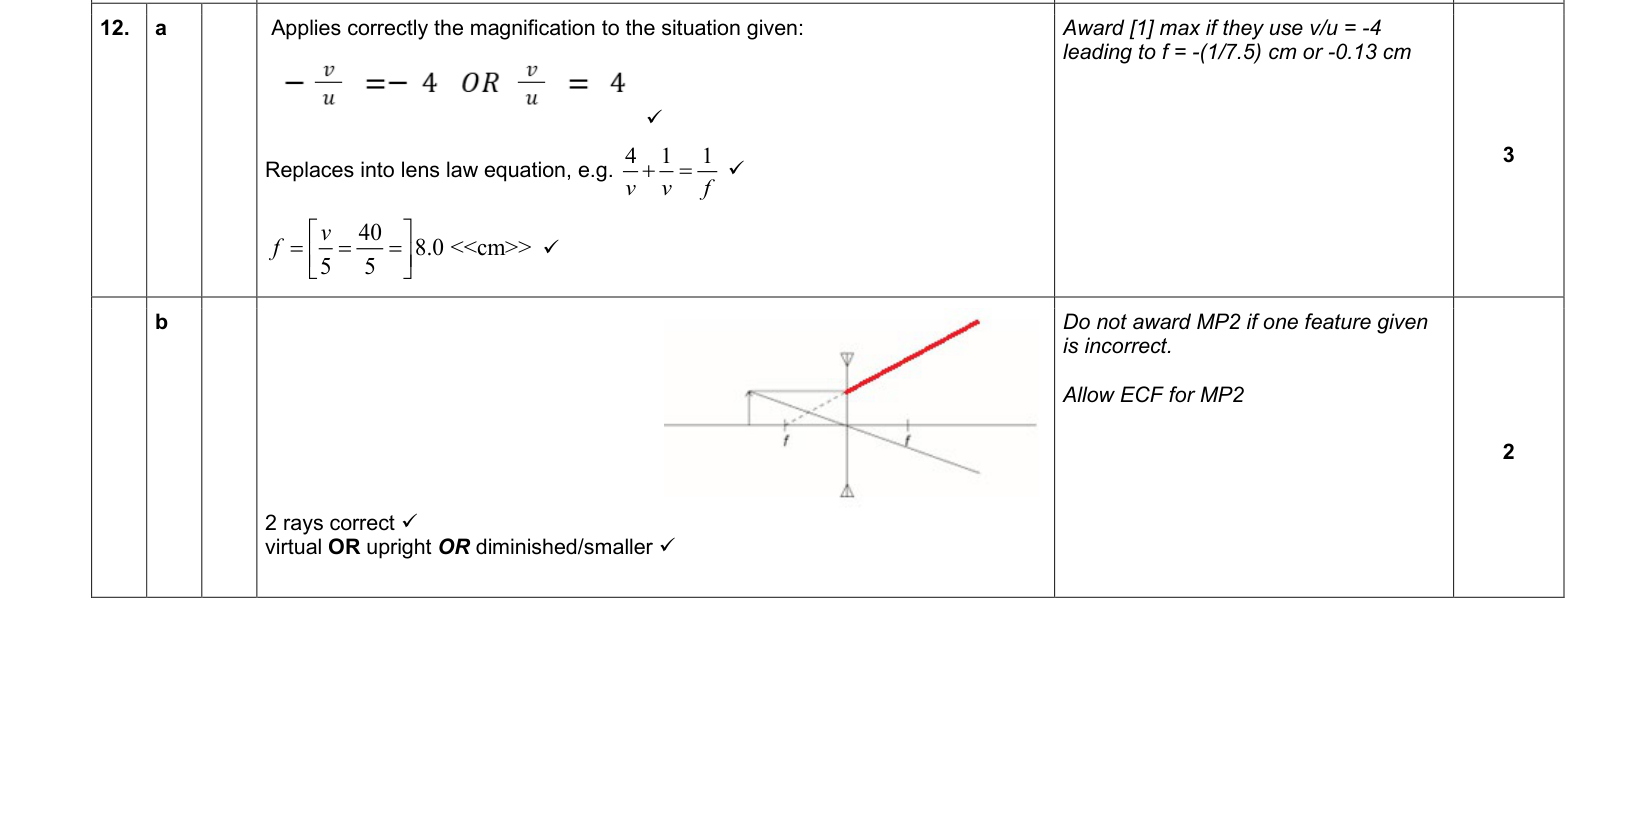 12. a Applies correctly the magnification to the situation given: Award [1] max if they use v/u = -4
leading to f = -(1/7.5) cm or -0.13 cm
− v/u =− 4 OR v/u = 4
✓
3
Replaces into lens law equation, e.g. 4/v + 1/v = 1/f ✓
f = [v/5 = 40/5 =] 8.0 <<cm>> ✓
b Do not award MP2 if one feature given
is incorrect.
Allow ECF for MP2
f f
2
2 rays correct ✓
virtual OR upright OR diminished/smaller ✓